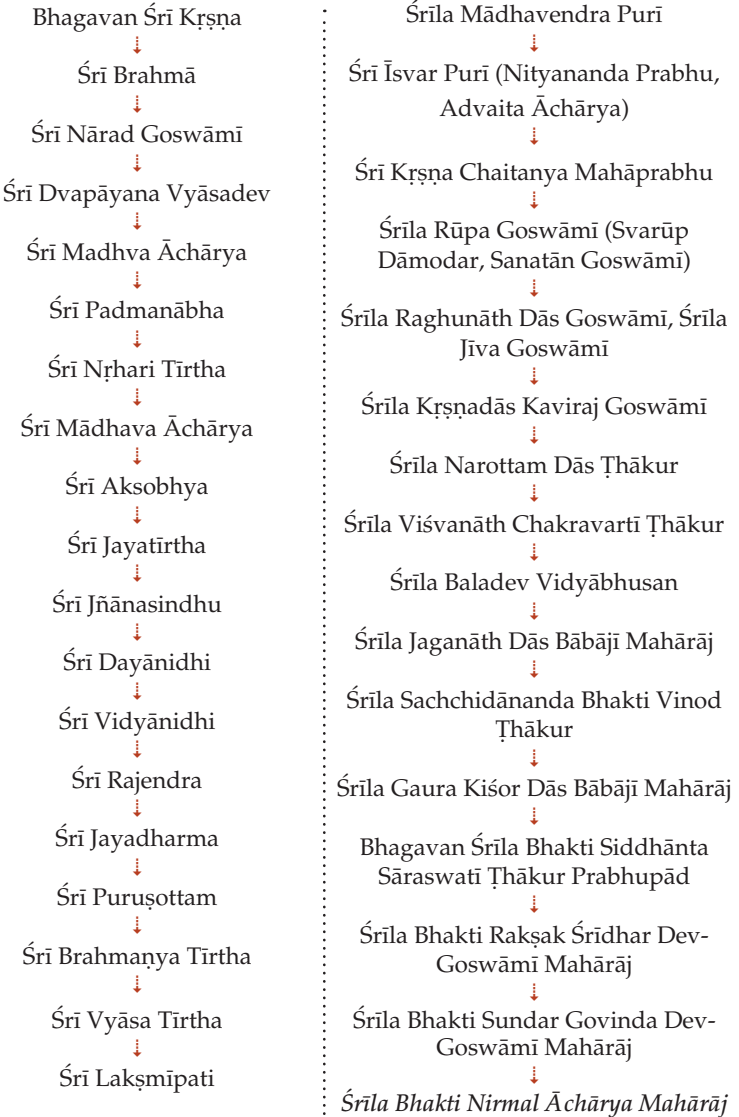 Bhagavan Śrī Kṛṣṇa
Śrī Brahmā
Śrī Nārad Goswāmī
Śrī Dvapāyana Vyāsadev
Śrī Madhva Āchārya
Śrī Padmanābha
Śrī Nṛhari Tīrtha
Śrī Mādhava Āchārya
Śrī Aksobhya
Śrī Jayatīrtha
Śrī Jñānasindhu
Śrī Dayānidhi
Śrī Vidyānidhi
Śrī Rajendra
Śrī Jayadharma
Śrī Puruṣottam
Śrī Brahmaṇya Tīrtha
Śrī Vyāsa Tīrtha
Śrī Lakṣmīpati
Śrīla Mādhavendra Purī
Śrī Īsvar Purī (Nityananda Prabhu,
Advaita Āchārya)
Śrī Kṛṣṇa Chaitanya Mahāprabhu
Śrīla Rūpa Goswāmī (Svarūp
Dāmodar, Sanatān Goswāmī)
Śrīla Raghunāth Dās Goswāmī, Śrīla
Jīva Goswāmī
Śrīla Kṛṣṇadās Kaviraj Goswāmī
Śrīla Narottam Dās Ṭhākur
Śrīla Viśvanāth Chakravartī Ṭhākur
Śrīla Baladev Vidyābhusan
Śrīla Jaganāth Dās Bābājī Mahārāj
Śrīla Sachchidānanda Bhakti Vinod
Ṭhākur
Śrīla Gaura Kiśor Dās Bābājī Mahārāj
Bhagavan Śrīla Bhakti Siddhānta
Sāraswatī Ṭhākur Prabhupād
Śrīla Bhakti Rakṣak Śrīdhar Dev-
Goswāmī Mahārāj
Śrīla Bhakti Sundar Govinda Dev-
Goswāmī Mahārāj
Śrīla Bhakti Nirmal Āchārya Mahārāj